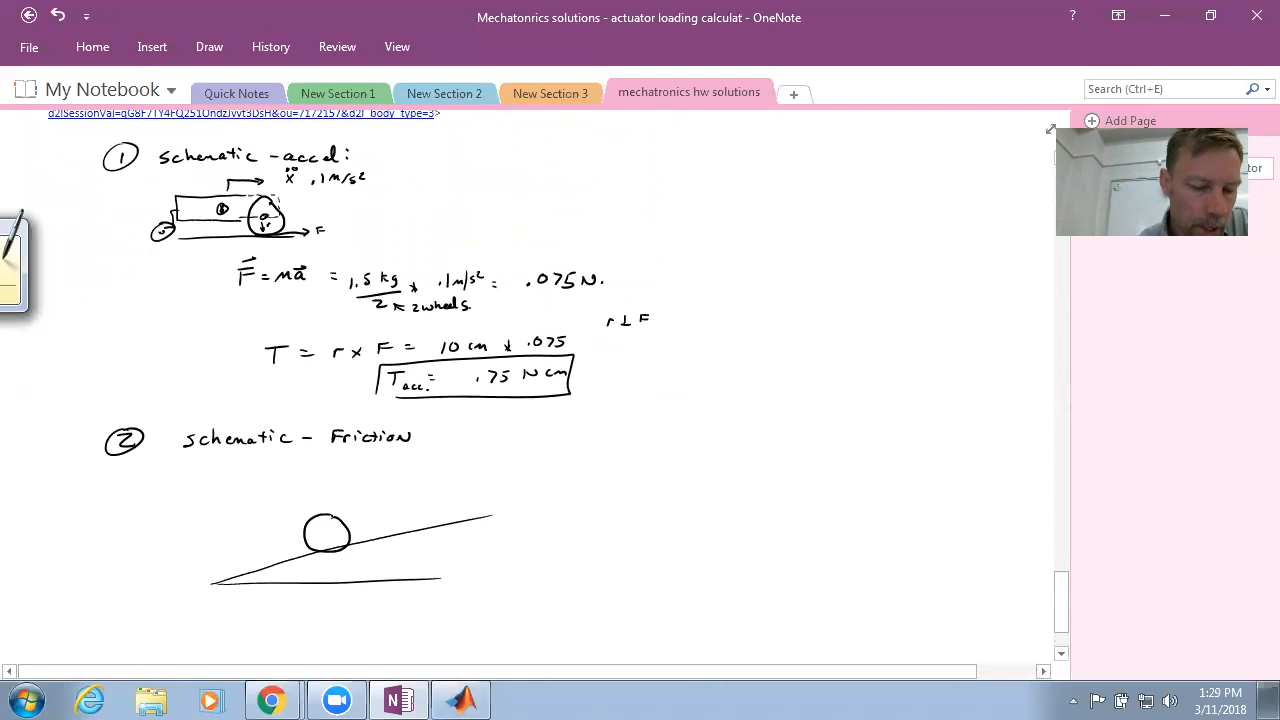 Mechatonrics solutions - actuator loading calculat - OneNote
File Home Insert Draw History Review View
My Notebook Quick Notes New Section 1 New Section 2 New Section 3 mechatronics hw solutions Search (Ctrl+E)
Add Page
① schematic - accel:
ẍ .1 m/s²
r F
F = ma = 1.5 kg / 2 * .1 m/s² = .075 N.
2 wheels.
r ⊥ F
T = r × F = 10 cm * .075
T acc. = .75 N cm
② schematic - Friction
1:29 PM
3/11/2018